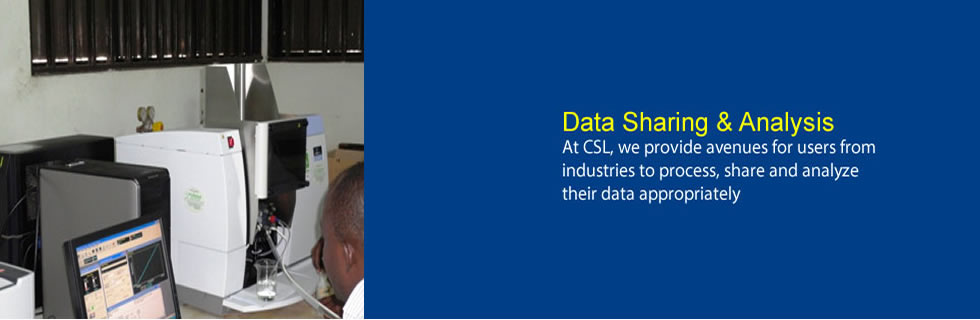 Data Sharing & Analysis
At CSL, we provide avenues for users from
industries to process, share and analyze
their data appropriately